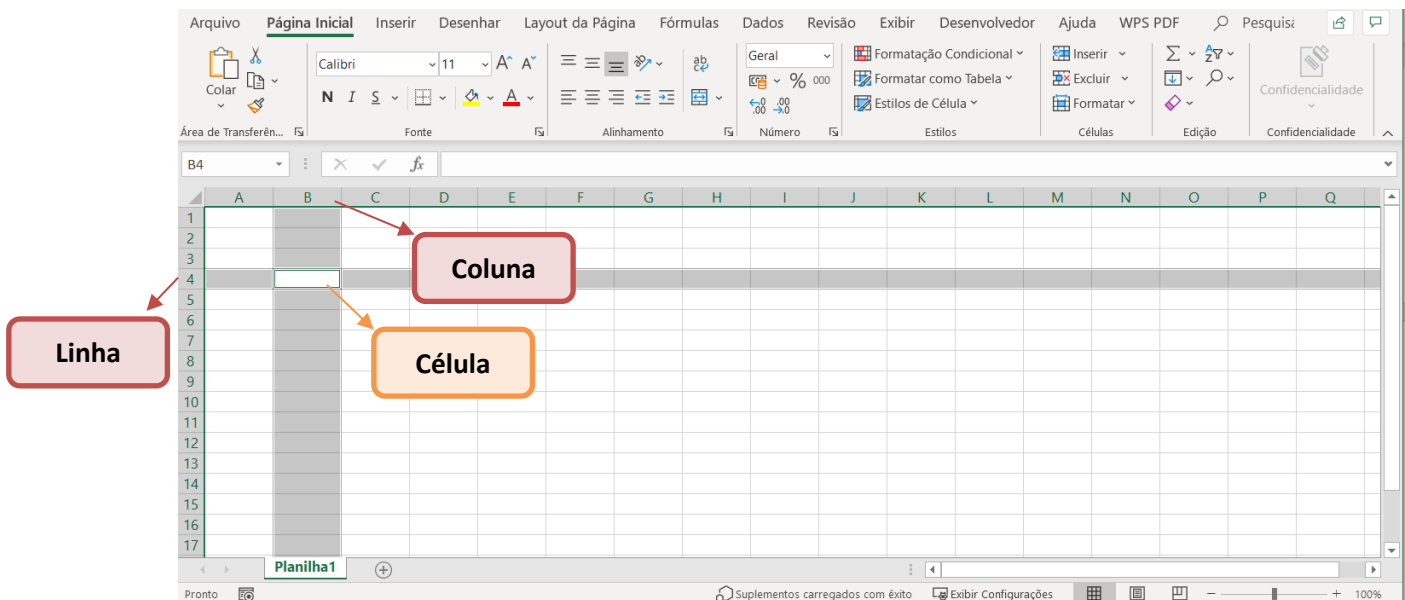 Arquivo Página Inicial Inserir Desenhar Layout da Página Fórmulas Dados Revisão Exibir Desenvolvedor Ajuda WPS PDF Pesquis
Calibri 11 A A ab Geral Formatação Condicional Inserir Σ
Colar % 000 Formatar como Tabela Excluir Confidencialidade
N I S A Estilos de Célula Formatar
Área de Transferên... Fonte Alinhamento Número Estilos Células Edição Confidencialidade
B4 fx
A B C D E F G H I J K L M N O P Q
1
2
3
Coluna
4
5
6
7
Linha
Célula
8
9
10
11
12
13
14
15
16
17
Planilha1
Pronto Suplementos carregados com êxito Exibir Configurações 100%